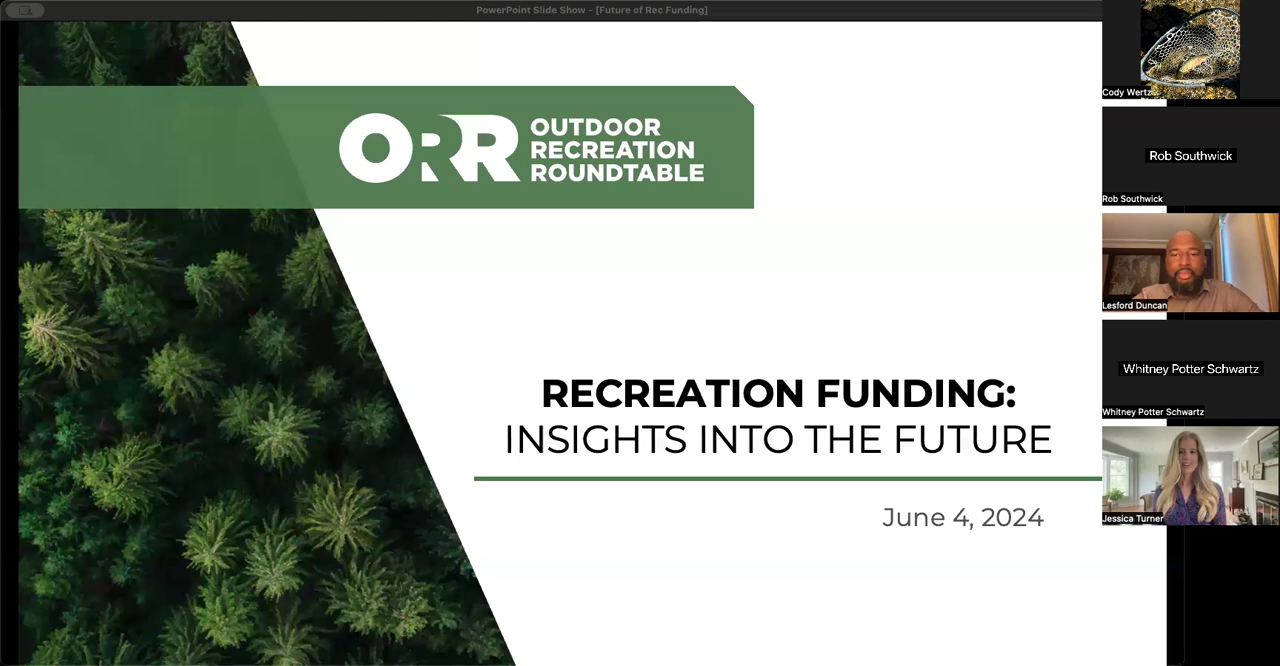 PowerPoint Slide Show - [Future of Rec Funding]
ORR
OUTDOOR
RECREATION
ROUNDTABLE
RECREATION FUNDING:
INSIGHTS INTO THE FUTURE
June 4, 2024
Cody Wertz
Rob Southwick
Rob Southwick
Lesford Duncan
Whitney Potter Schwartz
Whitney Potter Schwartz
Jessica Turner